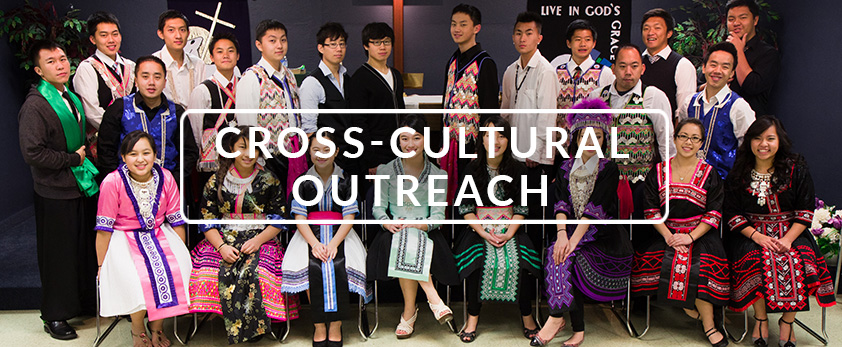 LIVE IN GOD'S
GRACE
CROSS-CULTURAL
OUTREACH